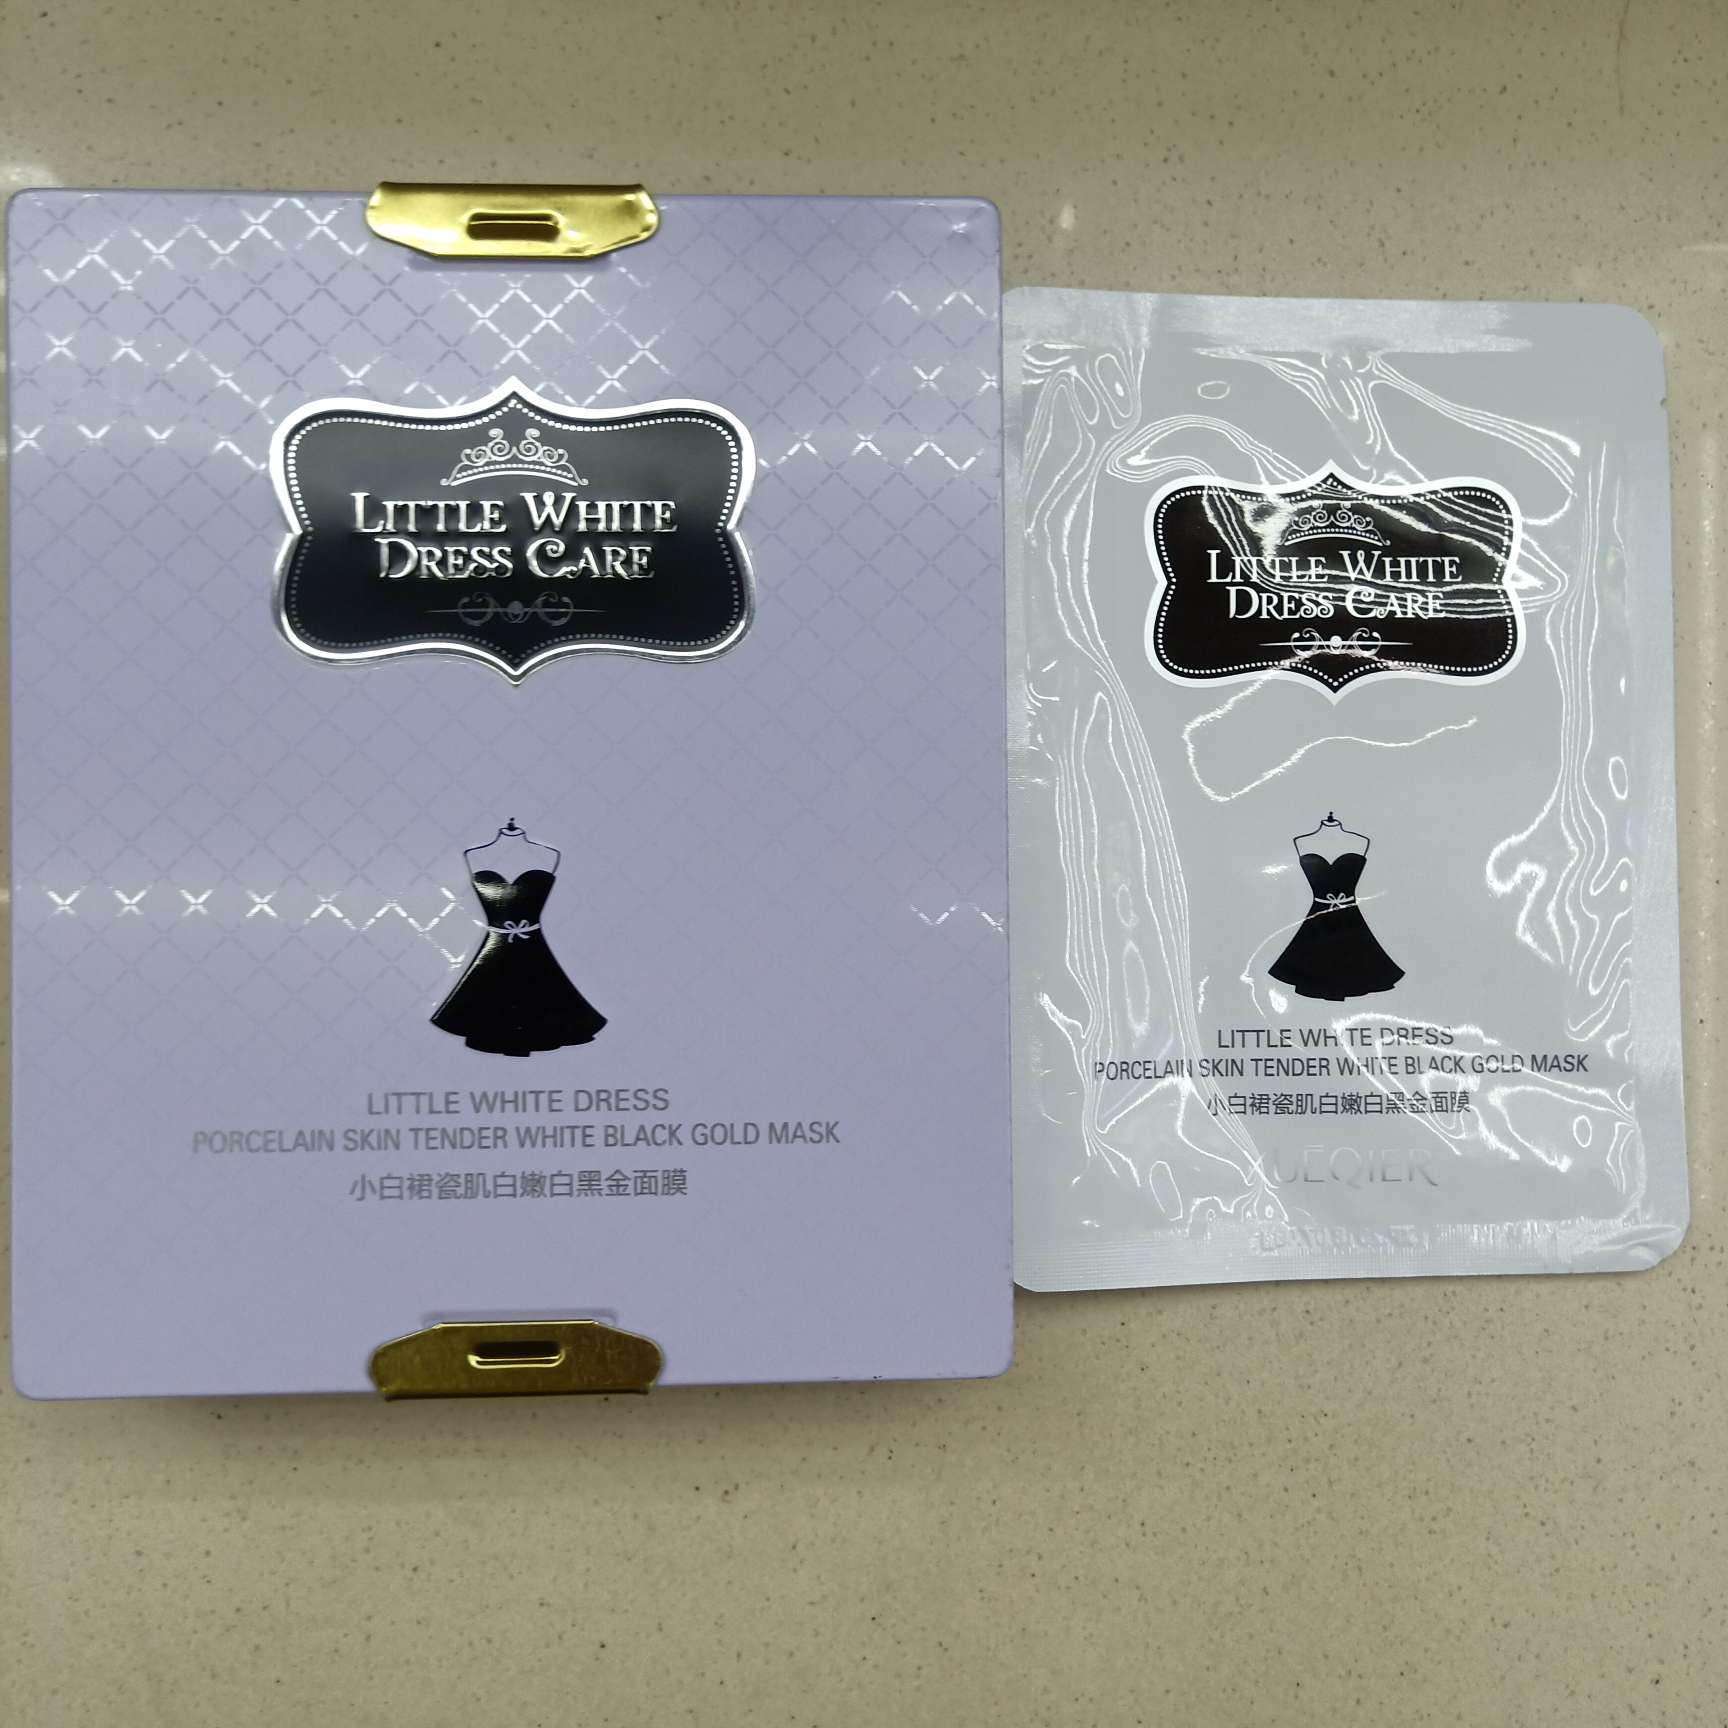 LITTLE WHITE
DRESS CARE
LITTLE WHITE DRESS
PORCELAIN SKIN TENDER WHITE BLACK GOLD MASK
小白裙瓷肌白嫩白黑金面膜
LITTLE WHITE
DRESS CARE
LITTLE WHITE DRESS
PORCELAIN SKIN TENDER WHITE BLACK GOLD MASK
小白裙瓷肌白嫩白黑金面膜